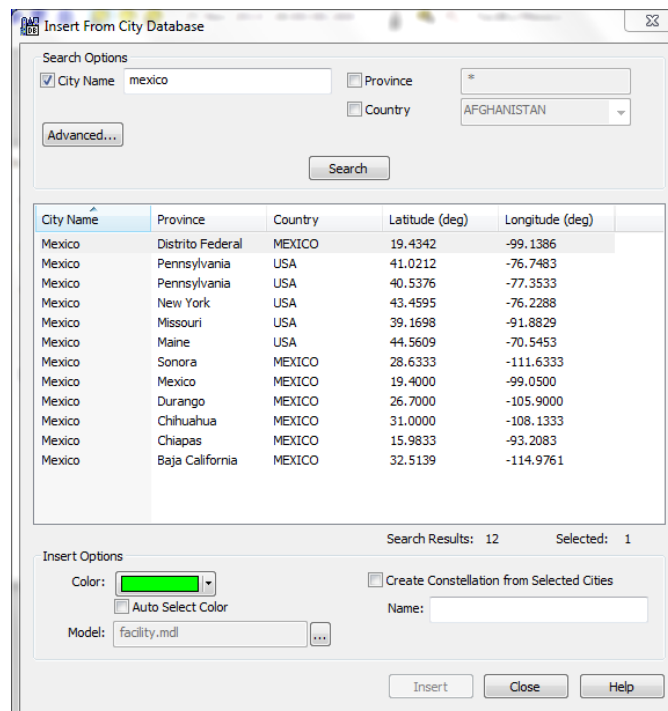 Insert From City Database
Search Options
City Name mexico Province *
Country AFGHANISTAN
Advanced...
Search
City Name Province Country Latitude (deg) Longitude (deg)
Mexico Distrito Federal MEXICO 19.4342 -99.1386
Mexico Pennsylvania USA 41.0212 -76.7483
Mexico Pennsylvania USA 40.5376 -77.3533
Mexico New York USA 43.4595 -76.2288
Mexico Missouri USA 39.1698 -91.8829
Mexico Maine USA 44.5609 -70.5453
Mexico Sonora MEXICO 28.6333 -111.6333
Mexico Mexico MEXICO 19.4000 -99.0500
Mexico Durango MEXICO 26.7000 -105.9000
Mexico Chihuahua MEXICO 31.0000 -108.1333
Mexico Chiapas MEXICO 15.9833 -93.2083
Mexico Baja California MEXICO 32.5139 -114.9761
Search Results: 12 Selected: 1
Insert Options
Color: Create Constellation from Selected Cities
Auto Select Color Name:
Model: facility.mdl ...
Insert Close Help